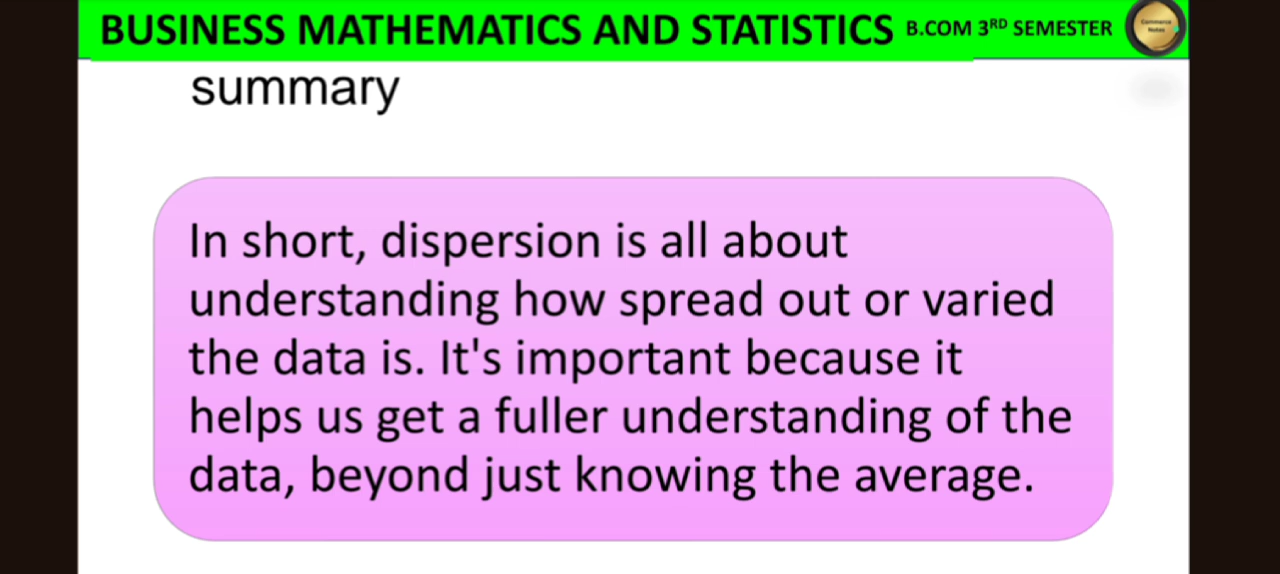 BUSINESS MATHEMATICS AND STATISTICS B.COM 3RD SEMESTER
Commerce
Notes
summary
In short, dispersion is all about
understanding how spread out or varied
the data is. It's important because it
helps us get a fuller understanding of the
data, beyond just knowing the average.